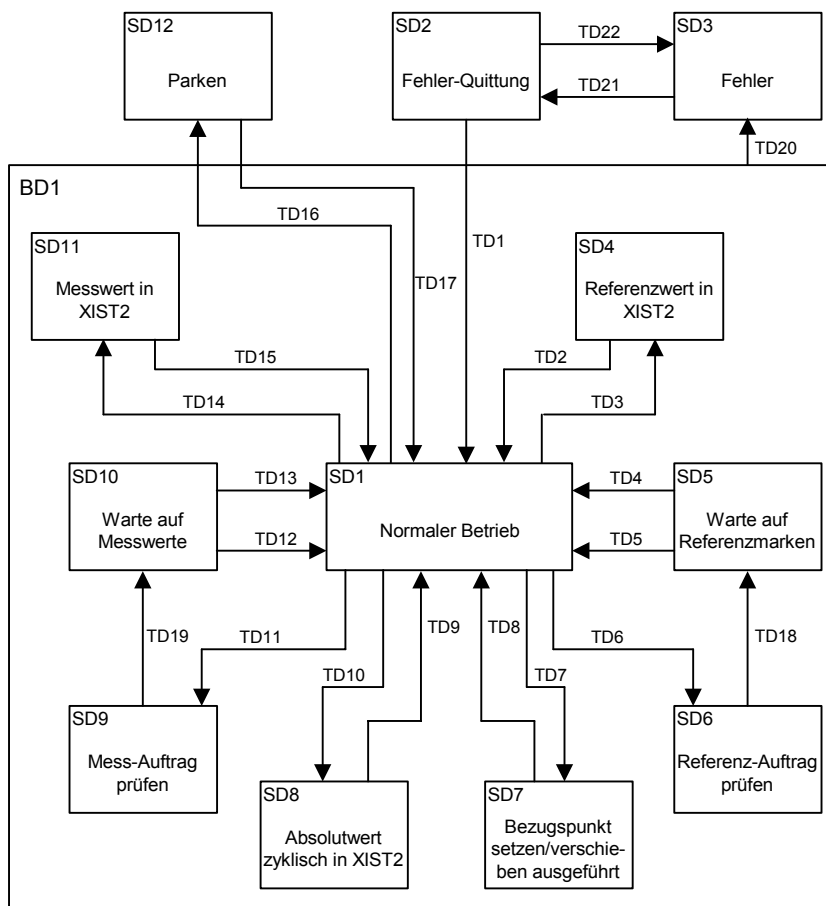 SD12
Parken
SD2
Fehler-Quittung
TD22
TD21
SD3
Fehler
TD20
BD1
TD16
TD17
TD1
SD11
Messwert in
XIST2
SD4
Referenzwert in
XIST2
TD15
TD14
TD2
TD3
SD10
Warte auf
Messwerte
TD13
TD12
SD1
Normaler Betrieb
TD4
TD5
SD5
Warte auf
Referenzmarken
TD19
TD11
TD10
TD9
TD8
TD7
TD6
TD18
SD9
Mess-Auftrag
prüfen
SD8
Absolutwert
zyklisch in XIST2
SD7
Bezugspunkt
setzen/verschie-
ben ausgeführt
SD6
Referenz-Auftrag
prüfen